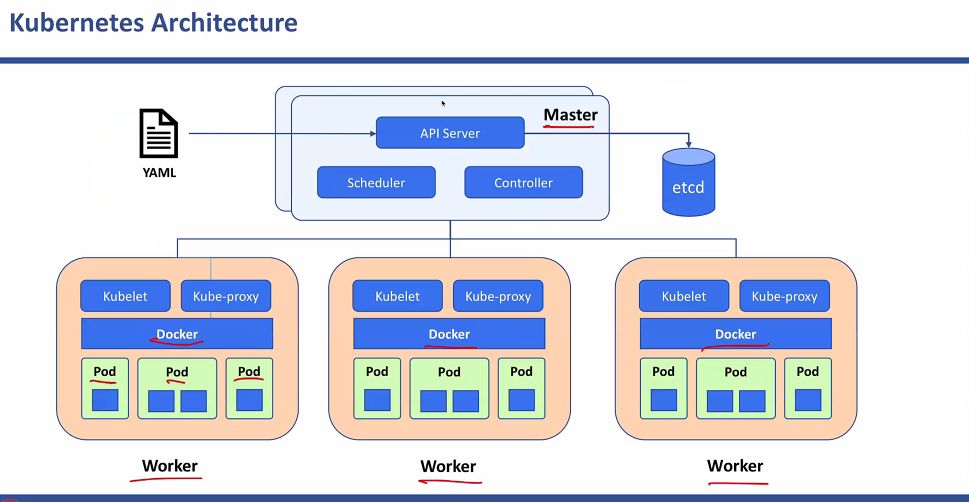 Kubernetes Architecture
Master
API Server
YAML
Scheduler
Controller
etcd
Kubelet
Kube-proxy
Docker
Pod
Pod
Pod
Worker
Kubelet
Kube-proxy
Docker
Pod
Pod
Pod
Worker
Kubelet
Kube-proxy
Docker
Pod
Pod
Pod
Worker